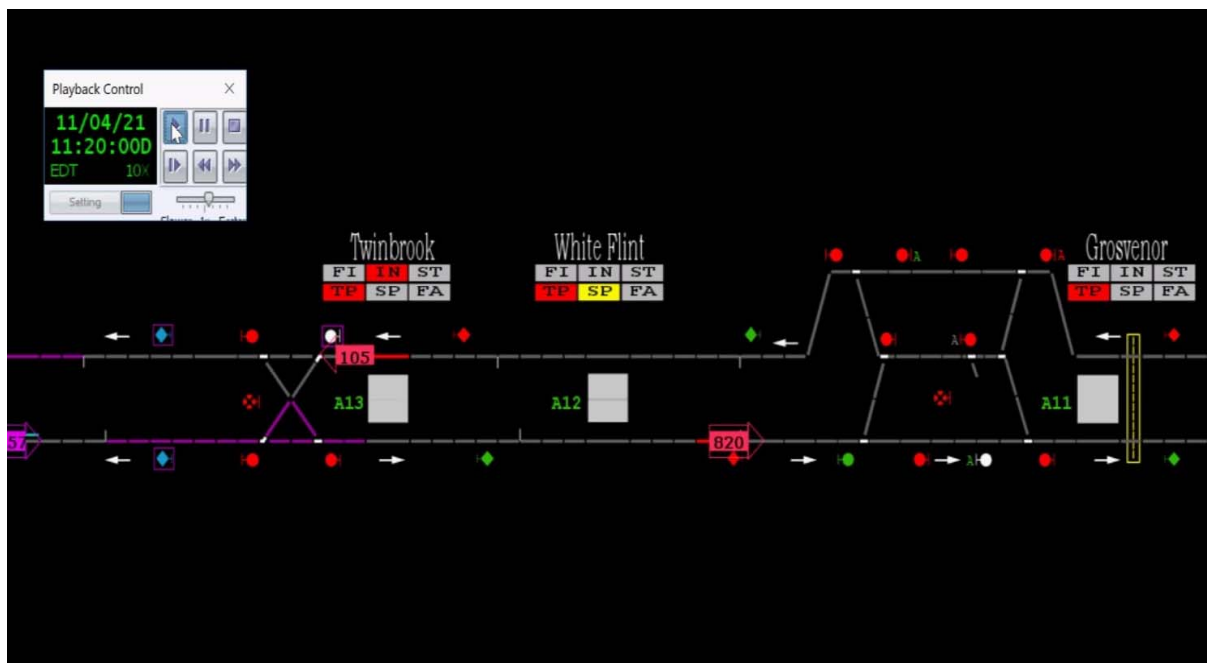 Playback Control
11/04/21
11:20:00D
EDT 10X
Setting
Twinbrook White Flint Grosvenor
FI IN ST FI IN ST FI IN ST
TP SP FA TP SP FA TP SP FA
A A
105 A
A13 A12 A11
57 820
A